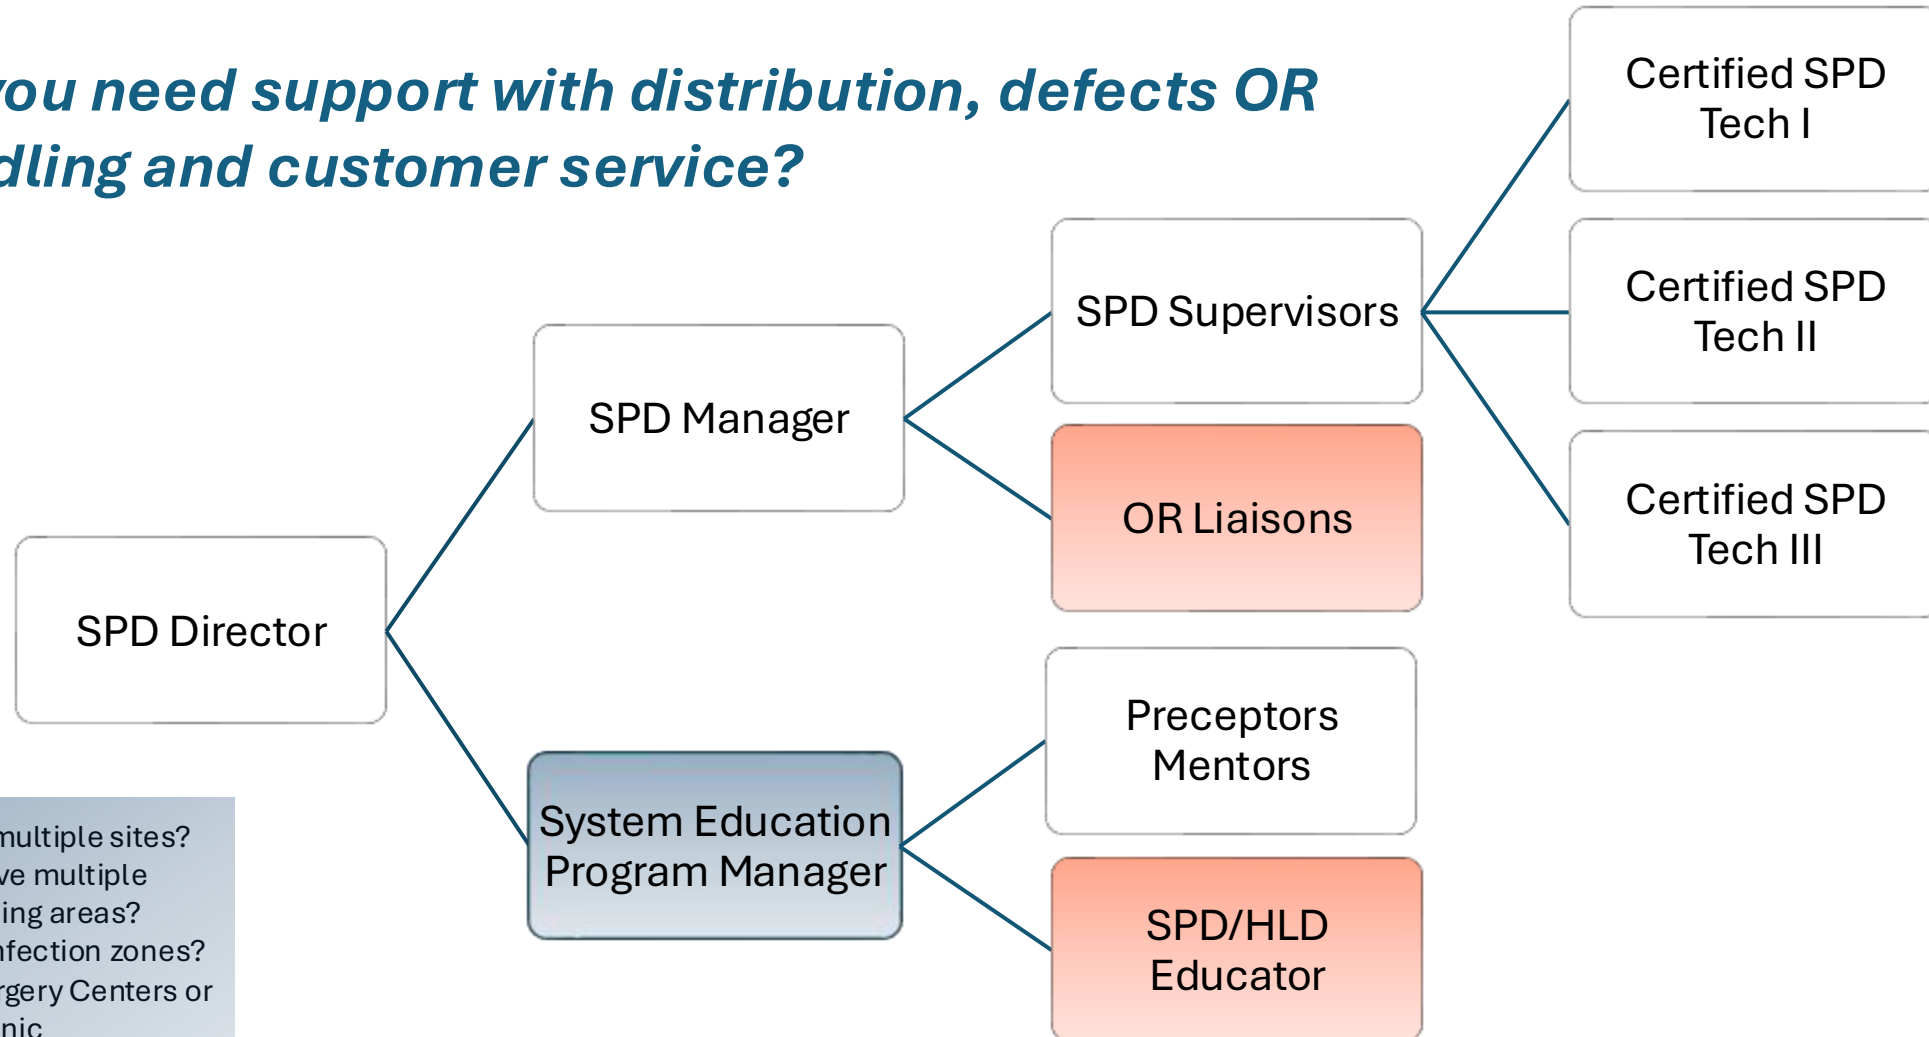 you need support with distribution, defects OR
dling and customer service?
Certified SPD
Tech I
Certified SPD
Tech II
Certified SPD
Tech III
SPD Supervisors
OR Liaisons
SPD Manager
SPD Director
System Education
Program Manager
Preceptors
Mentors
SPD/HLD
Educator
multiple sites?
ve multiple
ing areas?
nfection zones?
rgery Centers or
nic